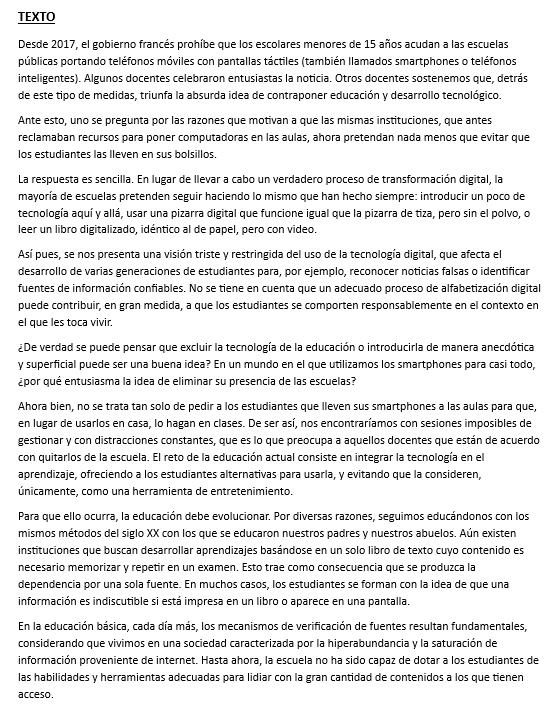 TEXTO
Desde 2017, el gobierno francés prohíbe que los escolares menores de 15 años acudan a las escuelas
públicas portando teléfonos móviles con pantallas táctiles (también llamados smartphones o teléfonos
inteligentes). Algunos docentes celebraron entusiastas la noticia. Otros docentes sostenemos que, detrás
de este tipo de medidas, triunfa la absurda idea de contraponer educación y desarrollo tecnológico.
Ante esto, uno se pregunta por las razones que motivan a que las mismas instituciones, que antes
reclamaban recursos para poner computadoras en las aulas, ahora pretendan nada menos que evitar que
los estudiantes las lleven en sus bolsillos.
La respuesta es sencilla. En lugar de llevar a cabo un verdadero proceso de transformación digital, la
mayoría de escuelas pretenden seguir haciendo lo mismo que han hecho siempre: introducir un poco de
tecnología aquí y allá, usar una pizarra digital que funcione igual que la pizarra de tiza, pero sin el polvo, o
leer un libro digitalizado, idéntico al de papel, pero con video.
Así pues, se nos presenta una visión triste y restringida del uso de la tecnología digital, que afecta el
desarrollo de varias generaciones de estudiantes para, por ejemplo, reconocer noticias falsas o identificar
fuentes de información confiables. No se tiene en cuenta que un adecuado proceso de alfabetización digital
puede contribuir, en gran medida, a que los estudiantes se comporten responsablemente en el contexto en
el que les toca vivir.
¿De verdad se puede pensar que excluir la tecnología de la educación o introducirla de manera anecdótica
y superficial puede ser una buena idea? En un mundo en el que utilizamos los smartphones para casi todo,
¿por qué entusiasma la idea de eliminar su presencia de las escuelas?
Ahora bien, no se trata tan solo de pedir a los estudiantes que lleven sus smartphones a las aulas para que,
en lugar de usarlos en casa, lo hagan en clases. De ser así, nos encontraríamos con sesiones imposibles de
gestionar y con distracciones constantes, que es lo que preocupa a aquellos docentes que están de acuerdo
con quitarlos de la escuela. El reto de la educación actual consiste en integrar la tecnología en el
aprendizaje, ofreciendo a los estudiantes alternativas para usarla, y evitando que la consideren,
únicamente, como una herramienta de entretenimiento.
Para que ello ocurra, la educación debe evolucionar. Por diversas razones, seguimos educándonos con los
mismos métodos del siglo XX con los que se educaron nuestros padres y nuestros abuelos. Aún existen
instituciones que buscan desarrollar aprendizajes basándose en un solo libro de texto cuyo contenido es
necesario memorizar y repetir en un examen. Esto trae como consecuencia que se produzca la
dependencia por una sola fuente. En muchos casos, los estudiantes se forman con la idea de que una
información es indiscutible si está impresa en un libro o aparece en una pantalla.
En la educación básica, cada día más, los mecanismos de verificación de fuentes resultan fundamentales,
considerando que vivimos en una sociedad caracterizada por la hiperabundancia y la saturación de
información proveniente de internet. Hasta ahora, la escuela no ha sido capaz de dotar a los estudiantes de
las habilidades y herramientas adecuadas para lidiar con la gran cantidad de contenidos a los que tienen
acceso.